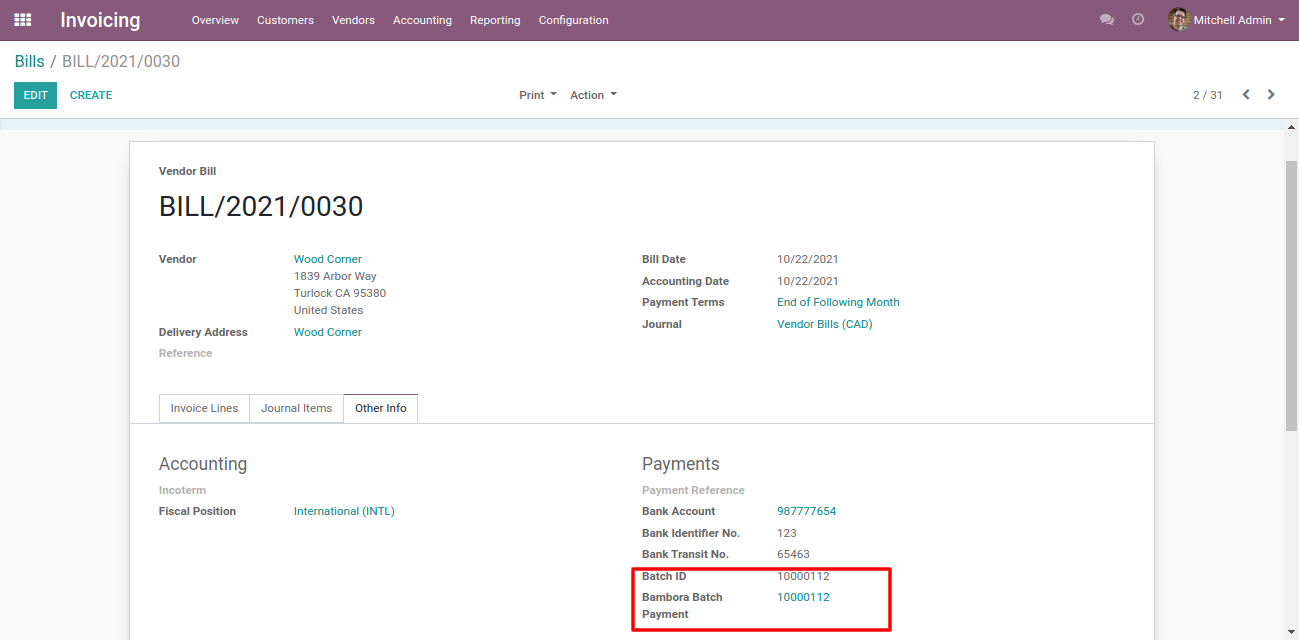 Invoicing Overview Customers Vendors Accounting Reporting Configuration Mitchell Admin
Bills / BILL/2021/0030
EDIT CREATE Print Action 2 / 31
Vendor Bill
BILL/2021/0030
Vendor Wood Corner
1839 Arbor Way
Turlock CA 95380
United States
Delivery Address Wood Corner
Reference
Bill Date 10/22/2021
Accounting Date 10/22/2021
Payment Terms End of Following Month
Journal Vendor Bills (CAD)
Invoice Lines Journal Items Other Info
Accounting
Incoterm
Fiscal Position International (INTL)
Payments
Payment Reference
Bank Account 987777654
Bank Identifier No. 123
Bank Transit No. 65463
Batch ID 10000112
Bambora Batch 10000112
Payment